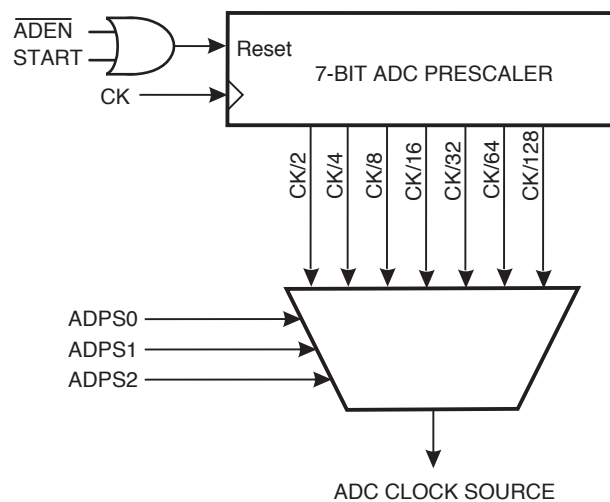 ADEN
START
Reset
7-BIT ADC PRESCALER
CK
CK/2
CK/4
CK/8
CK/16
CK/32
CK/64
CK/128
ADPS0
ADPS1
ADPS2
ADC CLOCK SOURCE